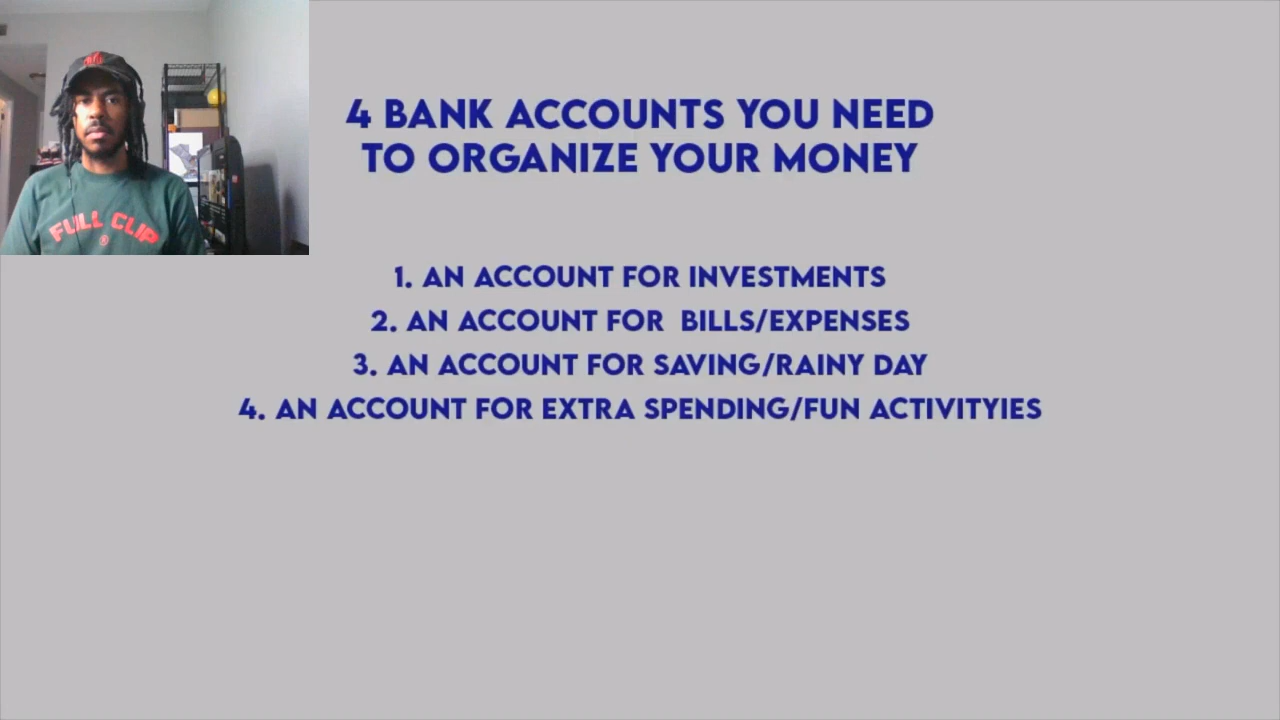 4 BANK ACCOUNTS YOU NEED
TO ORGANIZE YOUR MONEY
FULL CLIP
1. AN ACCOUNT FOR INVESTMENTS
2. AN ACCOUNT FOR BILLS/EXPENSES
3. AN ACCOUNT FOR SAVING/RAINY DAY
4. AN ACCOUNT FOR EXTRA SPENDING/FUN ACTIVITYIES